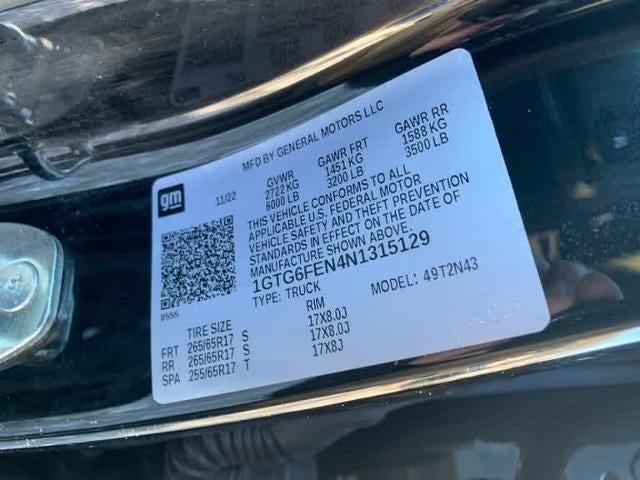 MFD BY GENERAL MOTORS LLC
gm 11/22 GVWR GAWR FRT GAWR RR
2722 KG 1451 KG 1588 KG
6000 LB 3200 LB 3500 LB
THIS VEHICLE CONFORMS TO ALL
APPLICABLE U.S. FEDERAL MOTOR
VEHICLE SAFETY AND THEFT PREVENTION
STANDARDS IN EFFECT ON THE DATE OF
MANUFACTURE SHOWN ABOVE.
1GTG6FEN4N1315129
8555 TYPE: TRUCK MODEL: 49T2N43
TIRE SIZE RIM
FRT 265/65R17 S 17X8.0J
RR 265/65R17 S 17X8.0J
SPA 255/65R17 T 17X8J